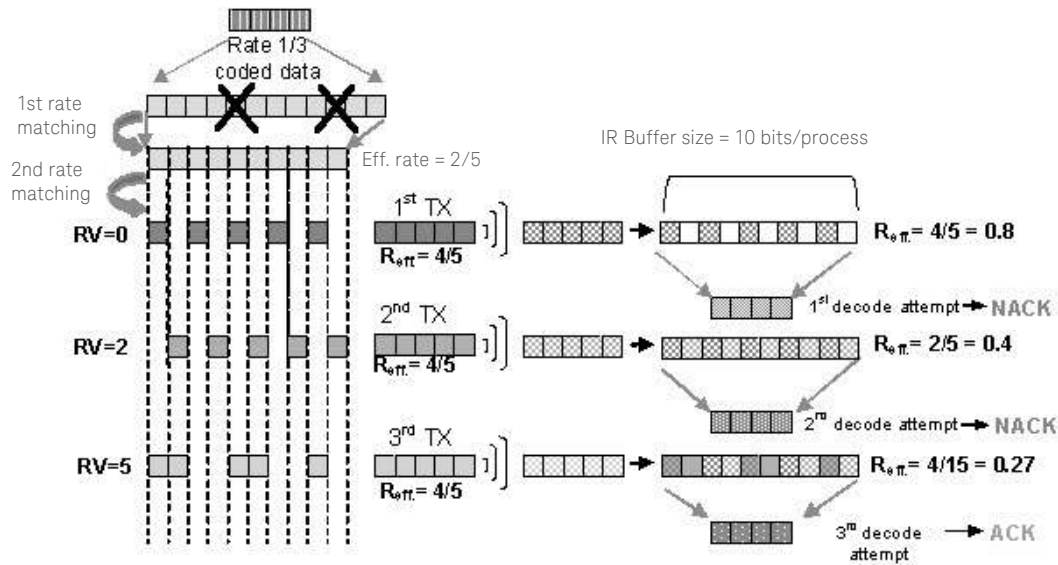 Rate 1/3
coded data
1st rate
matching
2nd rate
matching
Eff. rate = 2/5
IR Buffer size = 10 bits/process
RV=0
1st TX
Reff = 4/5
Reff. = 4/5 = 0.8
1st decode attempt NACK
RV=2
2nd TX
Reff. = 4/5
Reff. = 2/5 = 0.4
2nd decode attempt NACK
RV=5
3rd TX
Reff. = 4/5
Reff. = 4/15 = 0.27
3rd decode
attempt
ACK